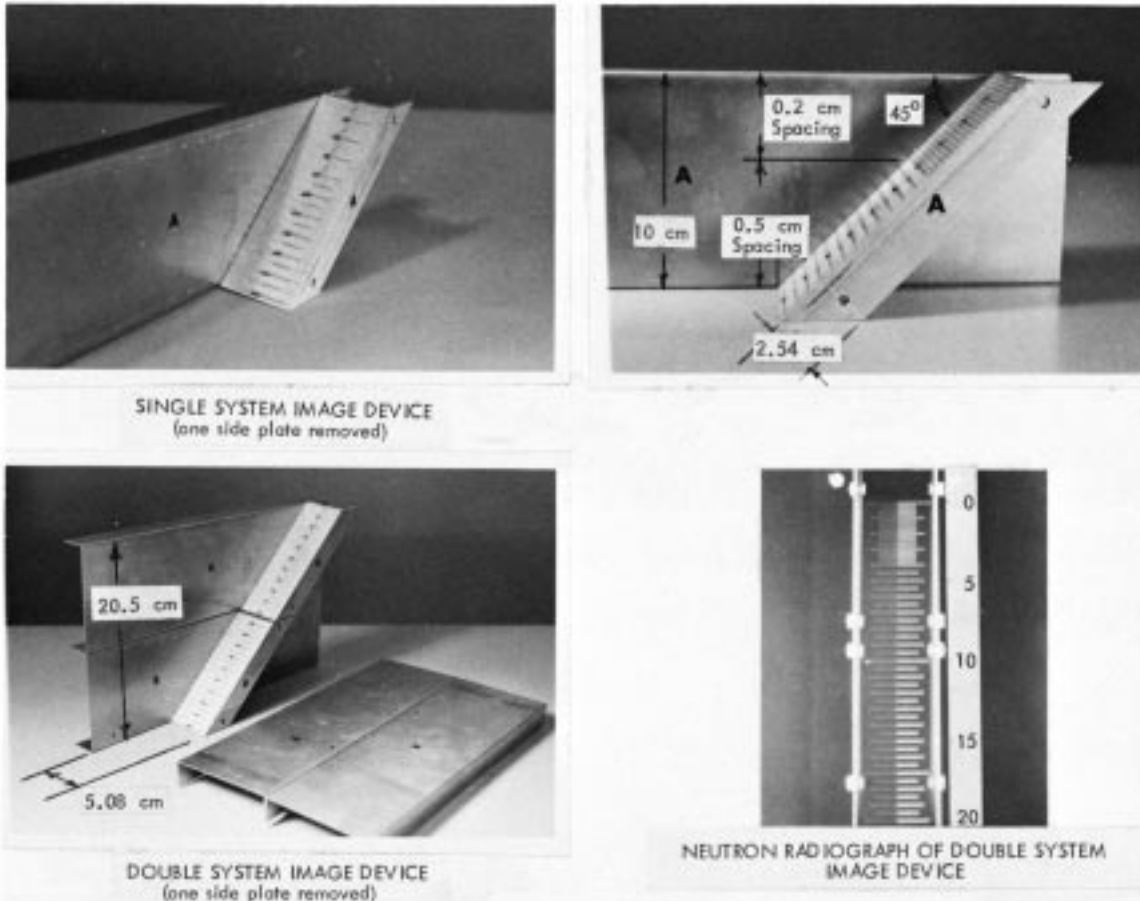 A
SINGLE SYSTEM IMAGE DEVICE
(one side plate removed)
0.2 cm
Spacing
45°
A
A
10 cm
0.5 cm
Spacing
2.54 cm
20.5 cm
5.08 cm
DOUBLE SYSTEM IMAGE DEVICE
(one side plate removed)
0
5
10
15
20
NEUTRON RADIOGRAPH OF DOUBLE SYSTEM
IMAGE DEVICE